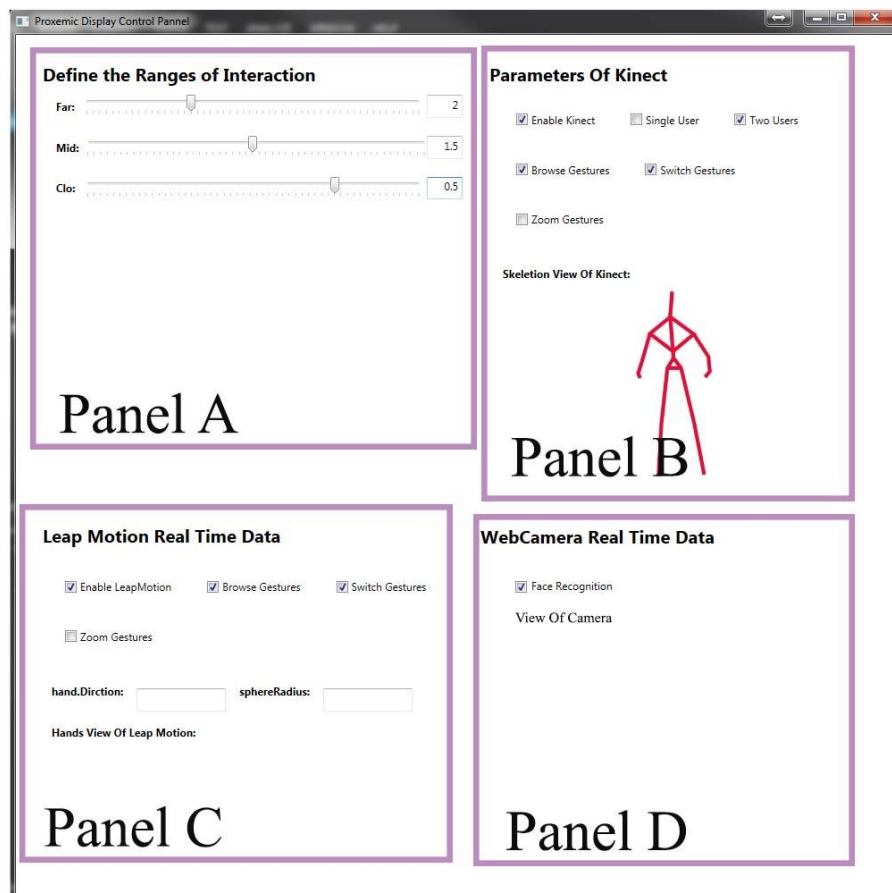 Proxemic Display Control Pannel
Define the Ranges of Interaction
Far: 2
Mid: 1.5
Clo: 0.5
Panel A
Parameters Of Kinect
Enable Kinect Single User Two Users
Browse Gestures Switch Gestures
Zoom Gestures
Skeletion View Of Kinect:
Panel B
Leap Motion Real Time Data
Enable LeapMotion Browse Gestures Switch Gestures
Zoom Gestures
hand.Dirction: sphereRadius:
Hands View Of Leap Motion:
Panel C
WebCamera Real Time Data
Face Recognition
View Of Camera
Panel D